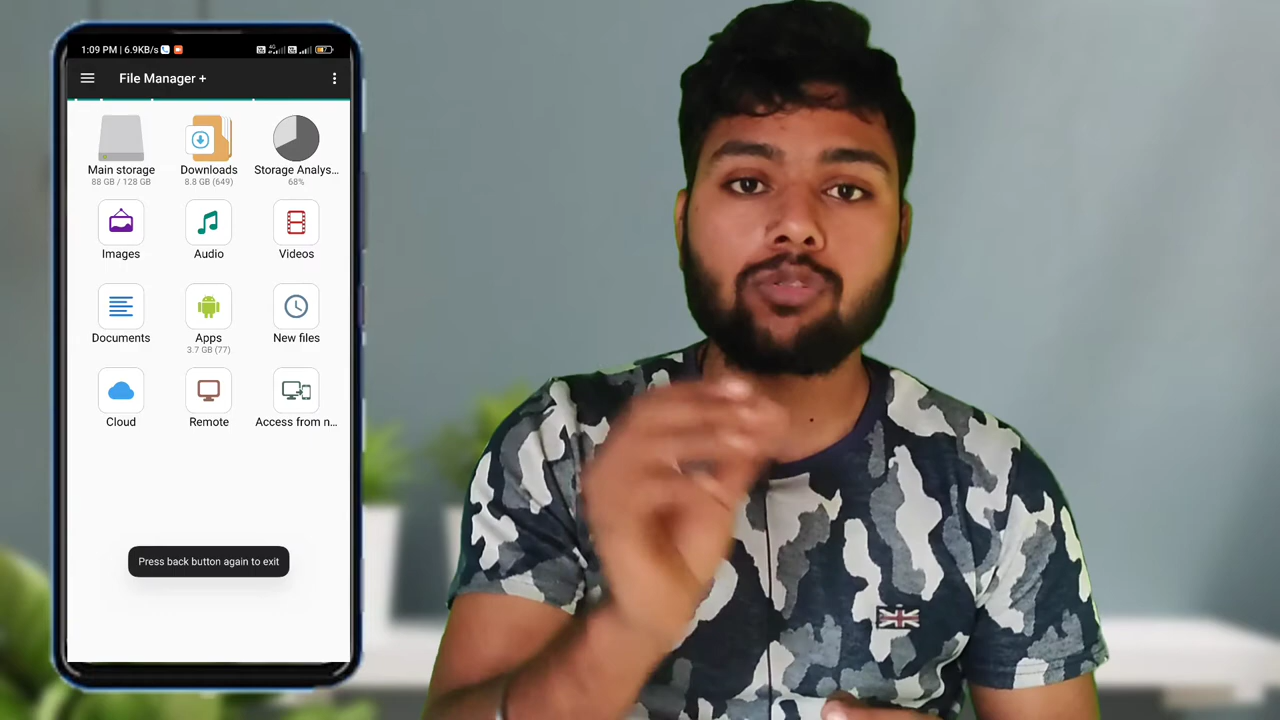 1:09 PM | 6.9KB/s
File Manager +
Main storage
88 GB / 128 GB
Downloads
8.8 GB (649)
Storage Analys...
68%
Images
Audio
Videos
Documents
Apps
3.7 GB (77)
New files
Cloud
Remote
Access from n...
Press back button again to exit